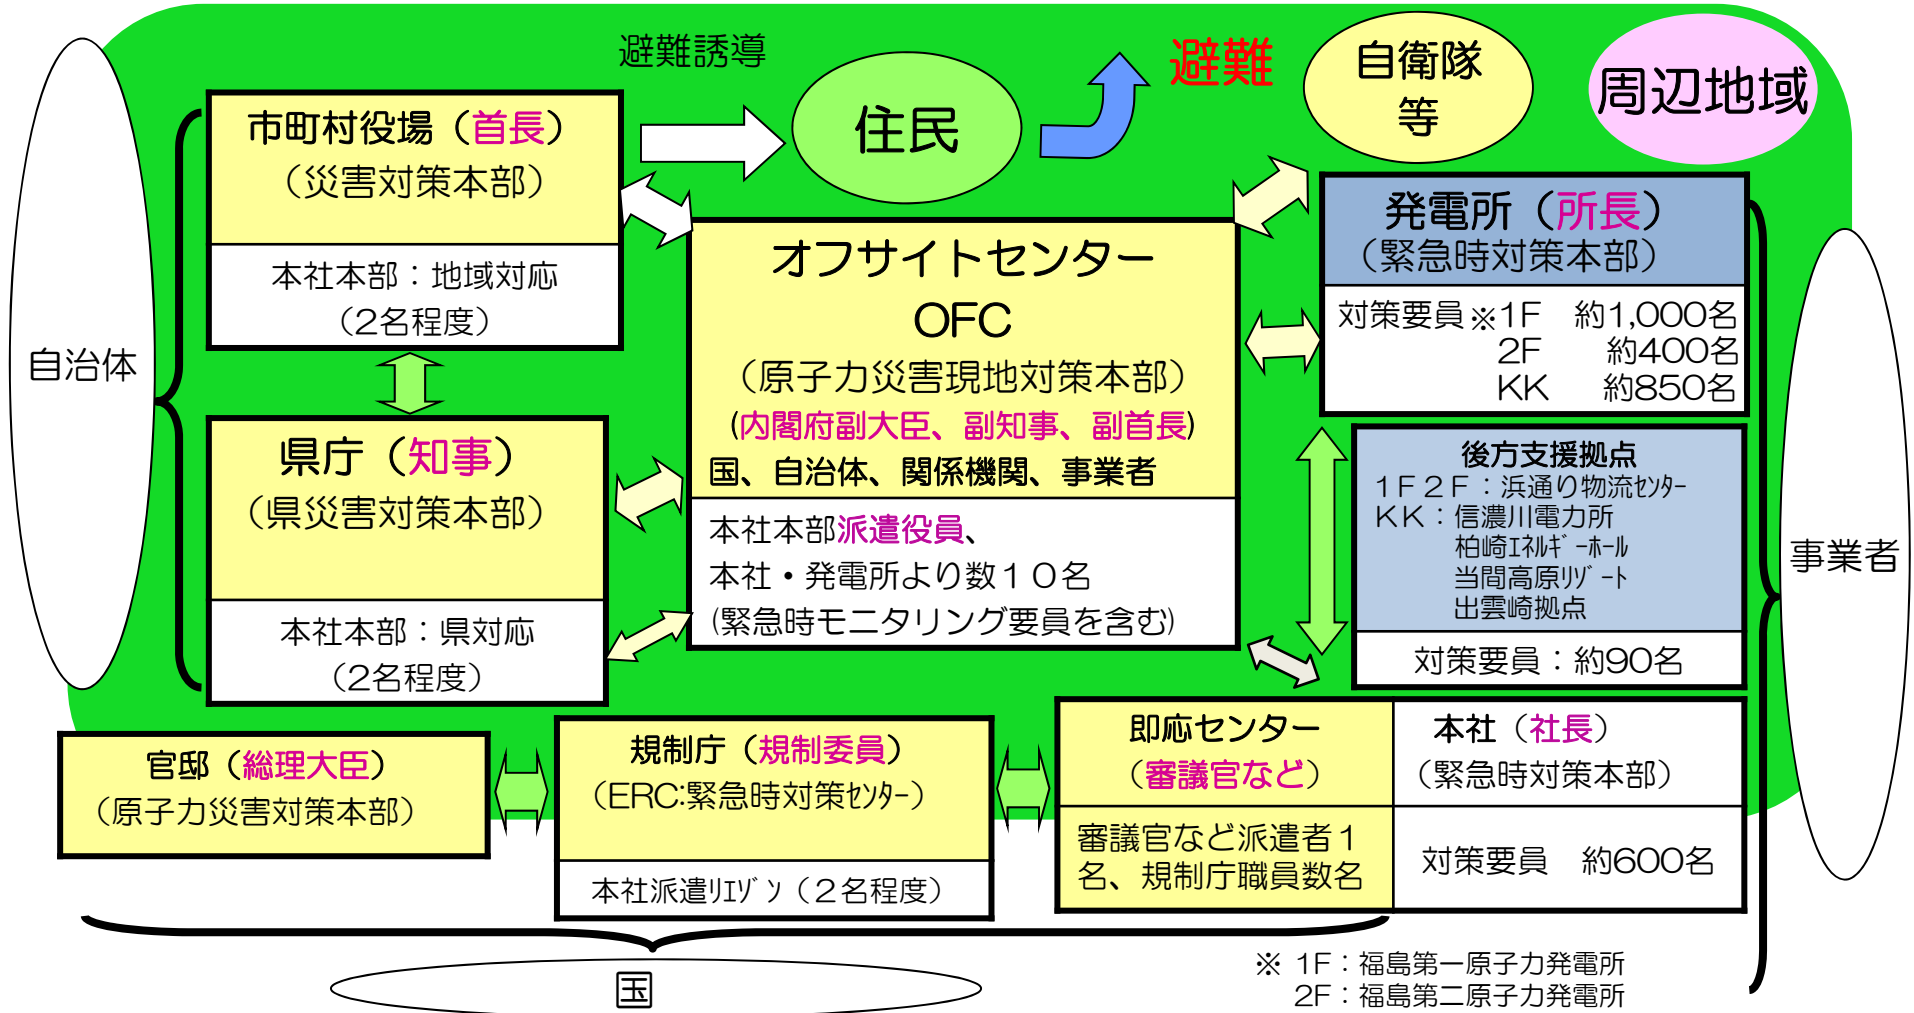 避難誘導
住民
避難
自衛隊
等
周辺地域
市町村役場（首長）
（災害対策本部）
本社本部：地域対応
（2名程度）
自治体
県庁（知事）
（県災害対策本部）
本社本部：県対応
（2名程度）
オフサイトセンター
OFC
（原子力災害現地対策本部）
(内閣府副大臣、副知事、副首長)
国、自治体、関係機関、事業者
本社本部派遣役員、
本社・発電所より数１０名
(緊急時モニタリング要員を含む)
発電所（所長）
（緊急時対策本部）
対策要員※1F　約1,000名
2F　約400名
KK　約850名
後方支援拠点
１F２F：浜通り物流ｾﾝﾀｰ
KK：信濃川電力所
柏崎ｴﾈﾙｷﾞｰﾎｰﾙ
当間高原ﾘｿﾞｰﾄ
出雲崎拠点
対策要員：約90名
事業者
官邸（総理大臣）
（原子力災害対策本部）
規制庁（規制委員）
（ERC:緊急時対策ｾﾝﾀｰ）
本社派遣ﾘｴｿﾞﾝ（２名程度）
即応センター
（審議官など）
審議官など派遣者１
名、規制庁職員数名
本社（社長）
（緊急時対策本部）
対策要員　約600名
国
※ 1F：福島第一原子力発電所
2F：福島第二原子力発電所